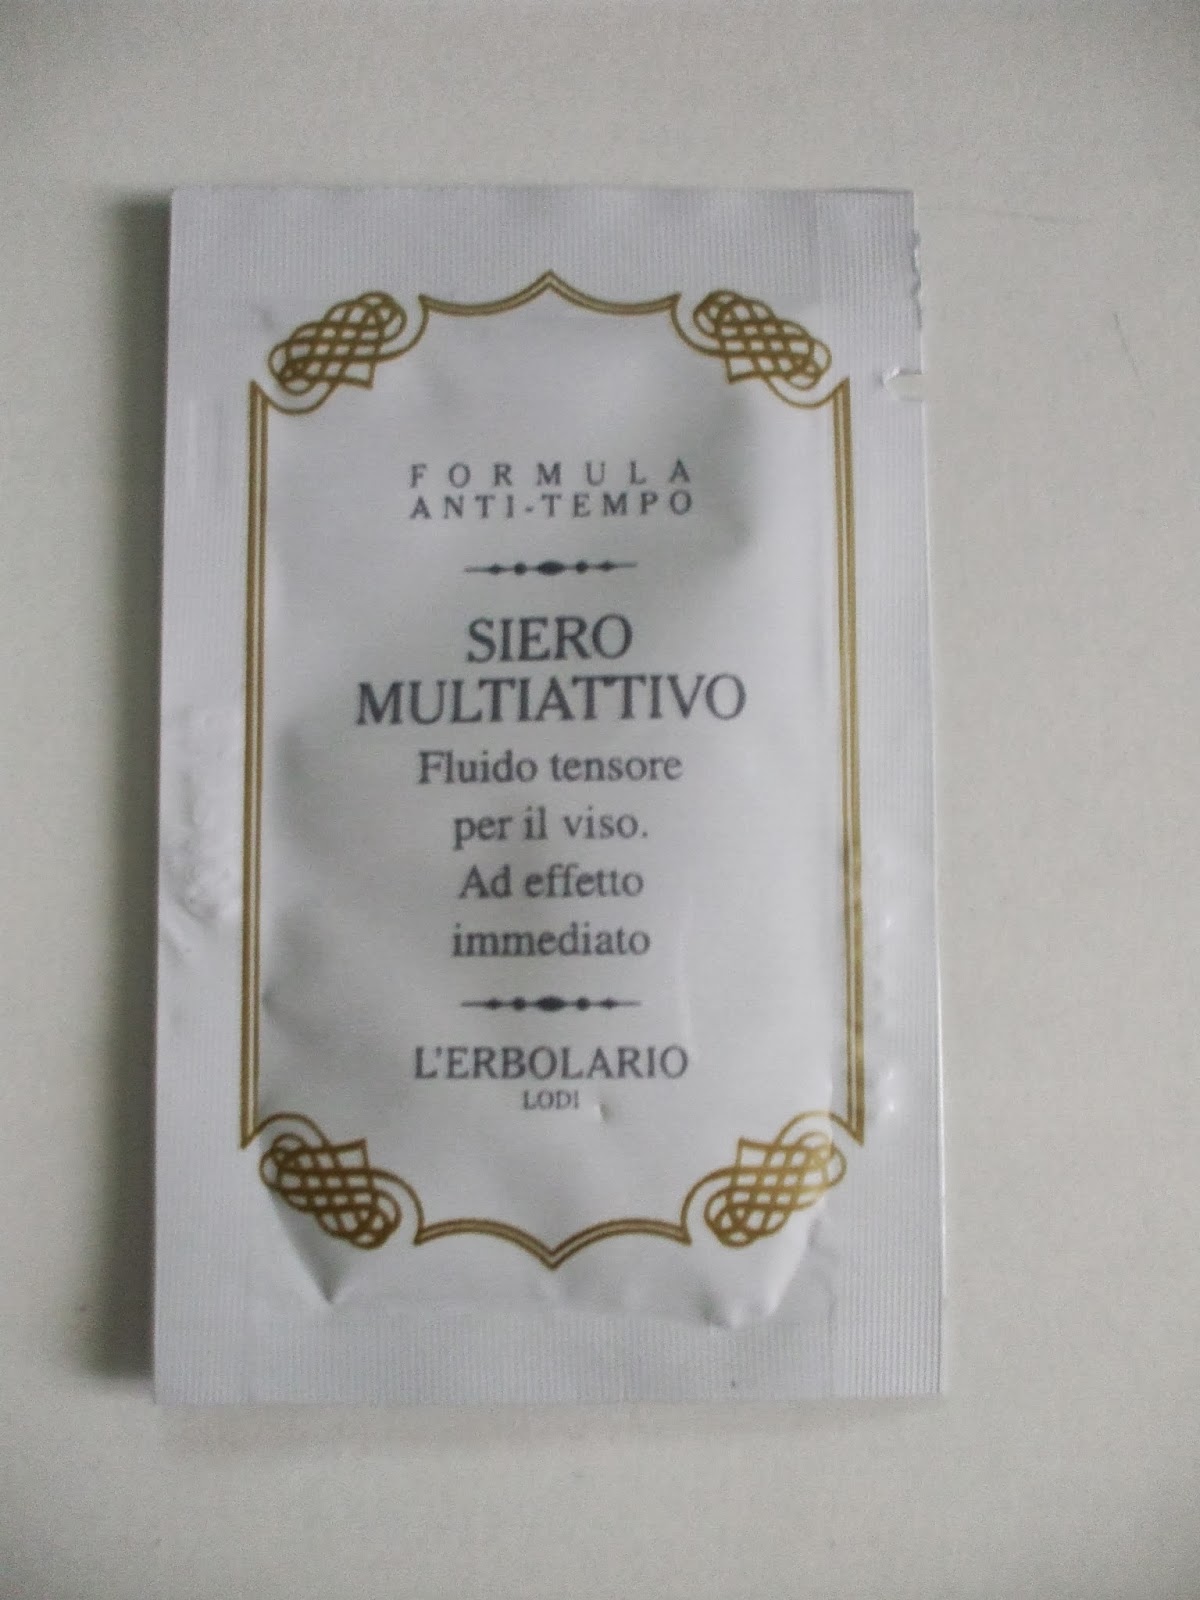 FORMULA
ANTI-TEMPO
SIERO
MULTIATTIVO
Fluido tensore
per il viso.
Ad effetto
immediato
L'ERBOLARIO
LODI